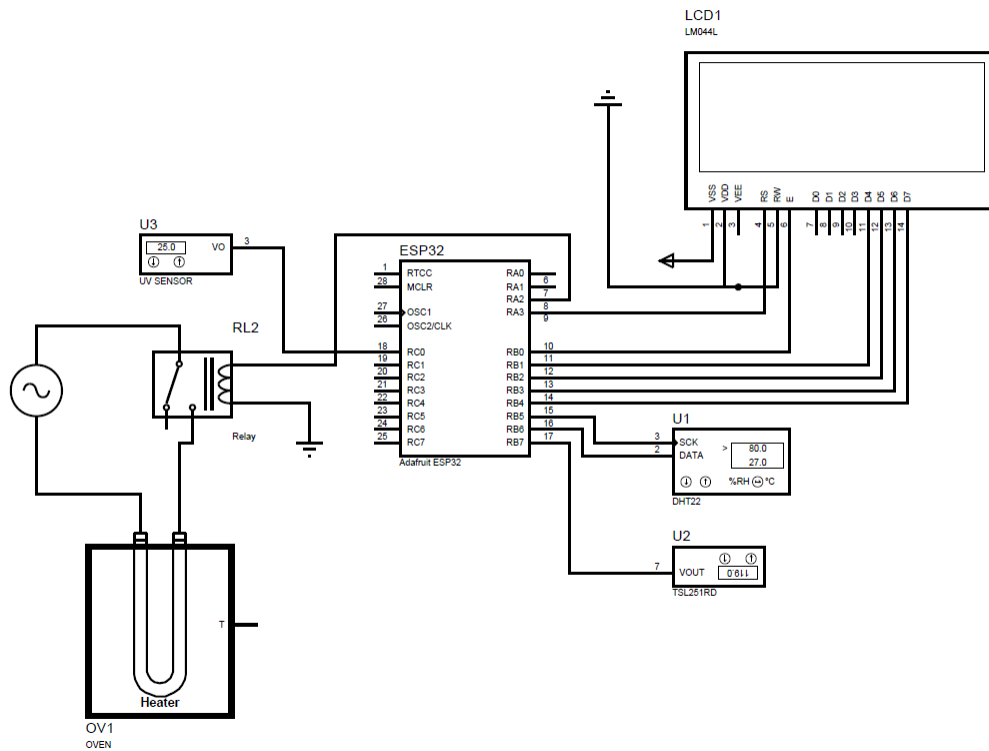 LCD1
LM044L
VSS
VDD
VEE
RS
RW
E
D0
D1
D2
D3
D4
D5
D6
D7
1
2
3
4
5
6
7
8
9
10
11
12
13
14
U3
25.0
VO
3
UV SENSOR
ESP32
1
RTCC
28
MCLR
27
OSC1
26
OSC2/CLK
18
RC0
19
RC1
20
RC2
21
RC3
22
RC4
23
RC5
24
RC6
25
RC7
RA0
6
RA1
7
RA2
8
RA3
9
RB0
10
RB1
11
RB2
12
RB3
13
RB4
14
RB5
15
RB6
16
RB7
17
Adafruit ESP32
RL2
Relay
U1
3
SCK
2
DATA
>
80.0
27.0
%RH
°C
DHT22
U2
7
VOUT
119.0
TSL251RD
T
Heater
OV1
OVEN